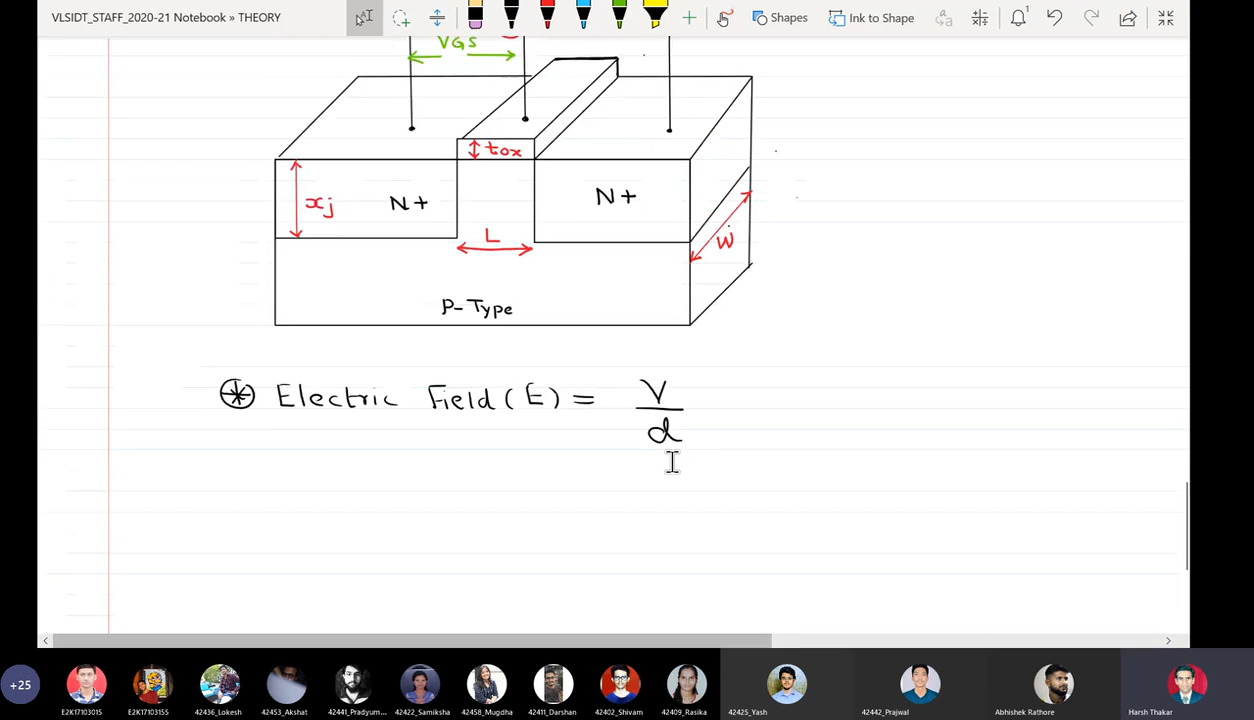 VLSIDT_STAFF_2020-21 Notebook » THEORY
Shapes
Ink to Shape
VGS
tox
xj
N+
N+
L
W
P-Type
Electric Field (E) = V
d
+25
E2K17103015
E2K17103155
42436_Lokesh
42453_Akshat
42441_Pradyum...
42422_Samiksha
42458_Mugdha
42411_Darshan
42402_Shivam
42409_Rasika
42425_Yash
42442_Prajwal
Abhishek Rathore
Harsh Thakar